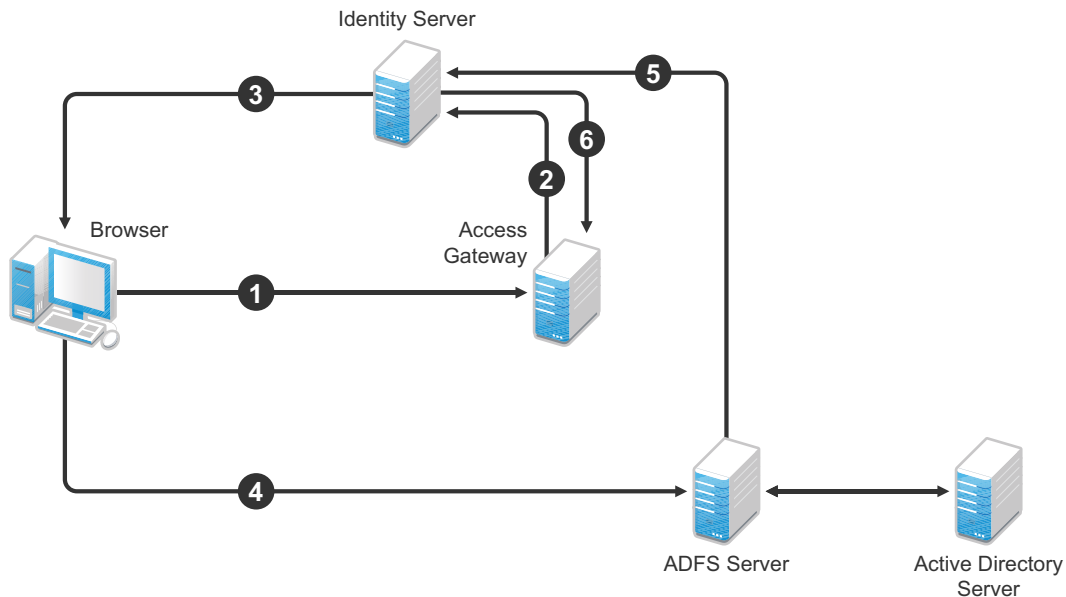 Identity Server
5
3
6
2
Browser
Access
Gateway
1
4
ADFS Server
Active Directory
Server